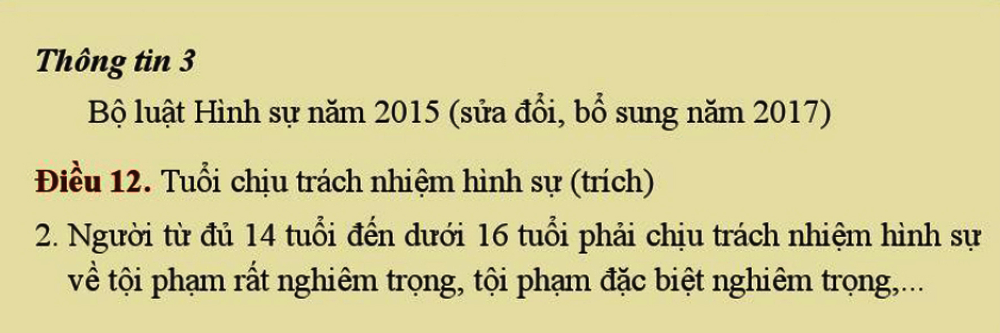 Thông tin 3
Bộ luật Hình sự năm 2015 (sửa đổi, bổ sung năm 2017)
Điều 12. Tuổi chịu trách nhiệm hình sự (trích)
2. Người từ đủ 14 tuổi đến dưới 16 tuổi phải chịu trách nhiệm hình sự
về tội phạm rất nghiêm trọng, tội phạm đặc biệt nghiêm trọng,...